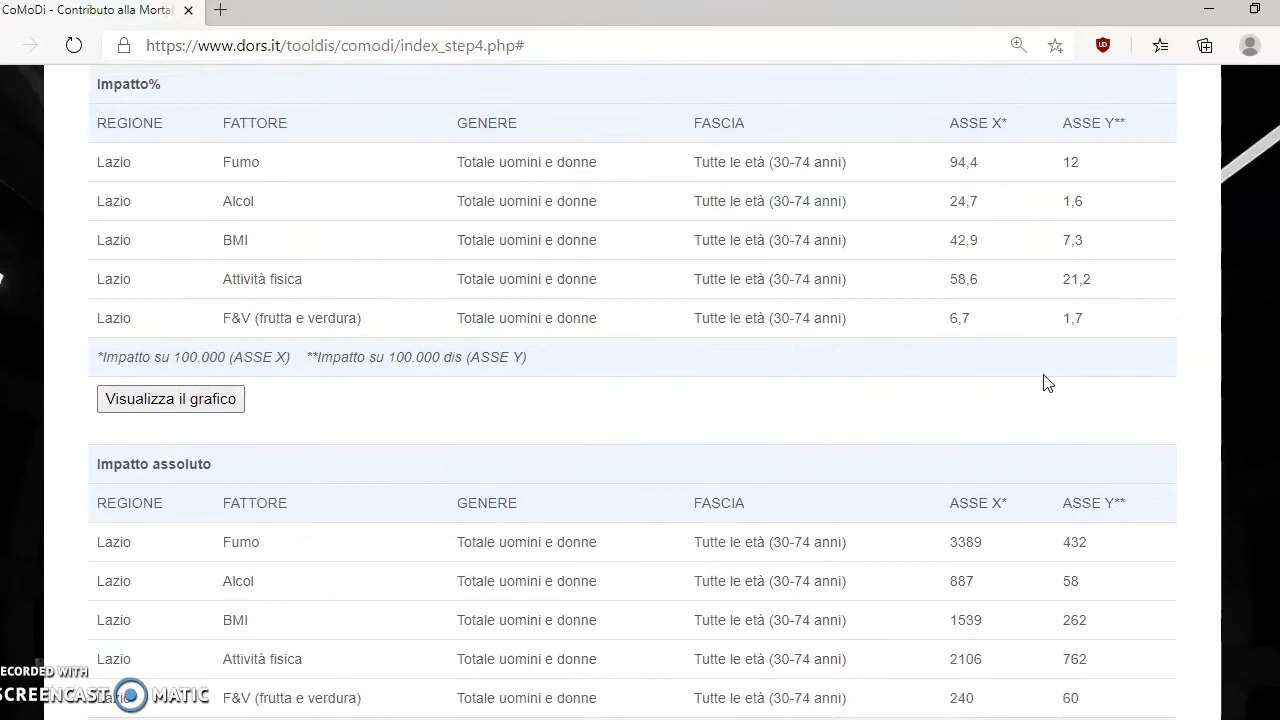 CoMoDi - Contributo alla Mortal
https://www.dors.it/tooldis/comodi/index_step4.php#
Impatto%
REGIONE FATTORE GENERE FASCIA ASSE X* ASSE Y**
Lazio Fumo Totale uomini e donne Tutte le età (30-74 anni) 94,4 12
Lazio Alcol Totale uomini e donne Tutte le età (30-74 anni) 24,7 1,6
Lazio BMI Totale uomini e donne Tutte le età (30-74 anni) 42,9 7,3
Lazio Attività fisica Totale uomini e donne Tutte le età (30-74 anni) 58,6 21,2
Lazio F&V (frutta e verdura) Totale uomini e donne Tutte le età (30-74 anni) 6,7 1,7
*Impatto su 100.000 (ASSE X) **Impatto su 100.000 dis (ASSE Y)
Visualizza il grafico
Impatto assoluto
REGIONE FATTORE GENERE FASCIA ASSE X* ASSE Y**
Lazio Fumo Totale uomini e donne Tutte le età (30-74 anni) 3389 432
Lazio Alcol Totale uomini e donne Tutte le età (30-74 anni) 887 58
Lazio BMI Totale uomini e donne Tutte le età (30-74 anni) 1539 262
Lazio Attività fisica Totale uomini e donne Tutte le età (30-74 anni) 2106 762
Lazio F&V (frutta e verdura) Totale uomini e donne Tutte le età (30-74 anni) 240 60
ECORDED WITH
SCREENCAST MATIC